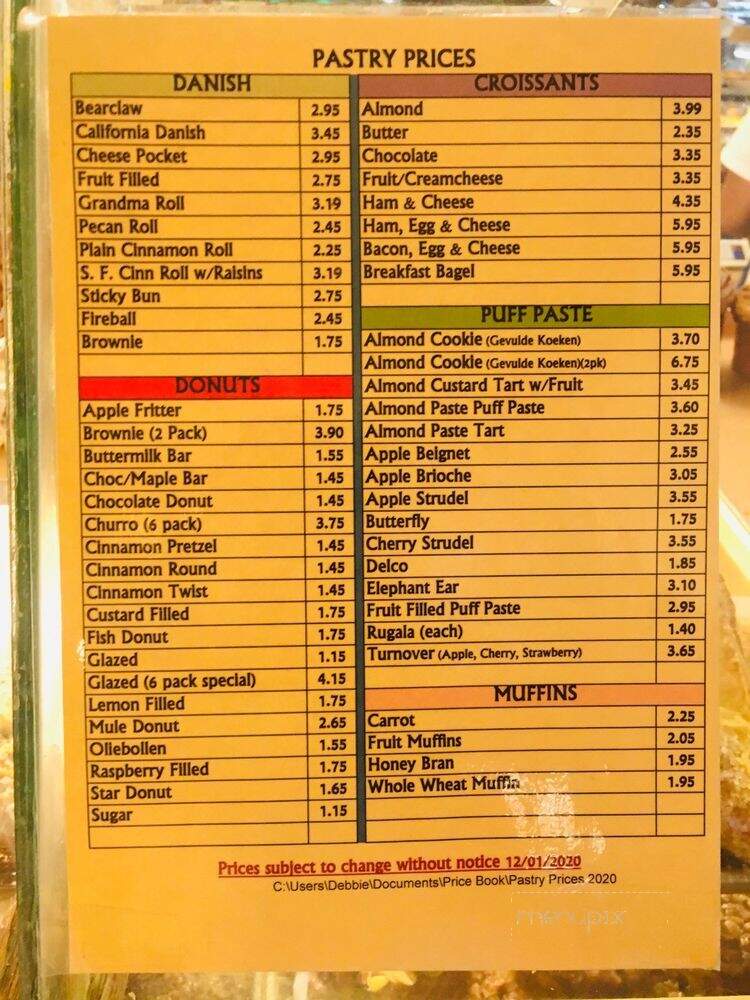 PASTRY PRICES
DANISH
Bearclaw 2.95
California Danish 3.45
Cheese Pocket 2.95
Fruit Filled 2.75
Grandma Roll 3.19
Pecan Roll 2.45
Plain Cinnamon Roll 2.25
S. F. Cinn Roll w/Raisins 3.19
Sticky Bun 2.75
Fireball 2.45
Brownie 1.75
DONUTS
Apple Fritter 1.75
Brownie (2 Pack) 3.90
Buttermilk Bar 1.55
Choc/Maple Bar 1.45
Chocolate Donut 1.45
Churro (6 pack) 3.75
Cinnamon Pretzel 1.45
Cinnamon Round 1.45
Cinnamon Twist 1.45
Custard Filled 1.75
Fish Donut 1.75
Glazed 1.15
Glazed (6 pack special) 4.15
Lemon Filled 1.75
Mule Donut 2.65
Oliebollen 1.55
Raspberry Filled 1.75
Star Donut 1.65
Sugar 1.15
CROISSANTS
Almond 3.99
Butter 2.35
Chocolate 3.35
Fruit/Creamcheese 3.35
Ham & Cheese 4.35
Ham, Egg & Cheese 5.95
Bacon, Egg & Cheese 5.95
Breakfast Bagel 5.95
PUFF PASTE
Almond Cookie (Gevulde Koeken) 3.70
Almond Cookie (Gevulde Koeken)(2pk) 6.75
Almond Custard Tart w/Fruit 3.45
Almond Paste Puff Paste 3.60
Almond Paste Tart 3.25
Apple Beignet 2.55
Apple Brioche 3.05
Apple Strudel 3.55
Butterfly 1.75
Cherry Strudel 3.55
Delco 1.85
Elephant Ear 3.10
Fruit Filled Puff Paste 2.95
Rugala (each) 1.40
Turnover (Apple, Cherry, Strawberry) 3.65
MUFFINS
Carrot 2.25
Fruit Muffins 2.05
Honey Bran 1.95
Whole Wheat Muffin 1.95
Prices subject to change without notice 12/01/2020
C:\Users\Debbie\Documents\Price Book\Pastry Prices 2020
menupix